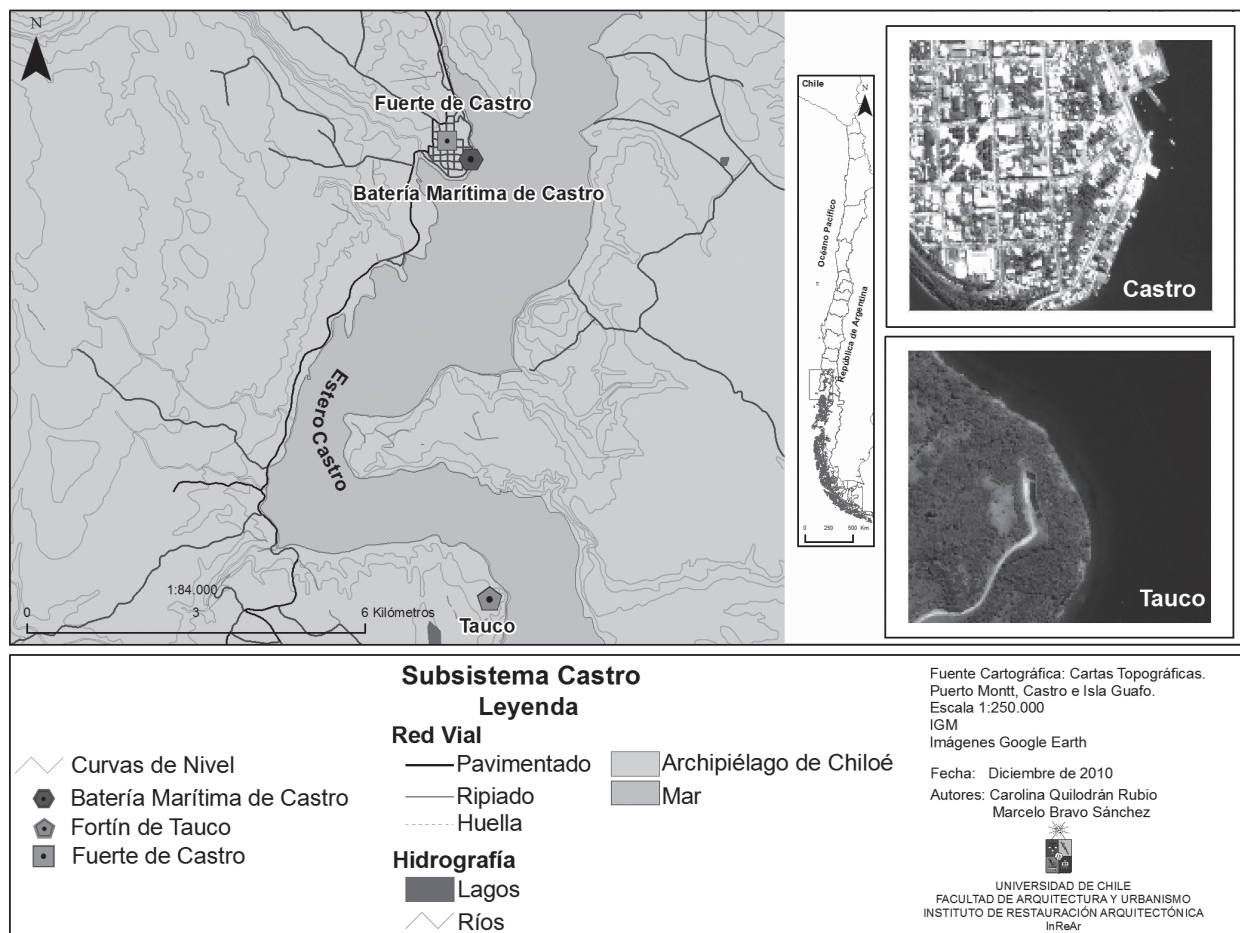 N
Fuerte de Castro
Batería Marítima de Castro
Estero Castro
1:84.000
0 3 6 Kilómetros
Tauco
Chile
N
Océano Pacífico
República de Argentina
0 250 500 Km.
Castro
Tauco
Subsistema Castro
Leyenda
Curvas de Nivel
Batería Marítima de Castro
Fortín de Tauco
Fuerte de Castro
Red Vial
Pavimentado
Ripiado
Huella
Hidrografía
Lagos
Ríos
Archipiélago de Chiloé
Mar
Fuente Cartográfica: Cartas Topográficas.
Puerto Montt, Castro e Isla Guafo.
Escala 1:250.000
IGM
Imágenes Google Earth
Fecha: Diciembre de 2010
Autores: Carolina Quilodrán Rubio
Marcelo Bravo Sánchez
UNIVERSIDAD DE CHILE
FACULTAD DE ARQUITECTURA Y URBANISMO
INSTITUTO DE RESTAURACIÓN ARQUITECTÓNICA
InReAr